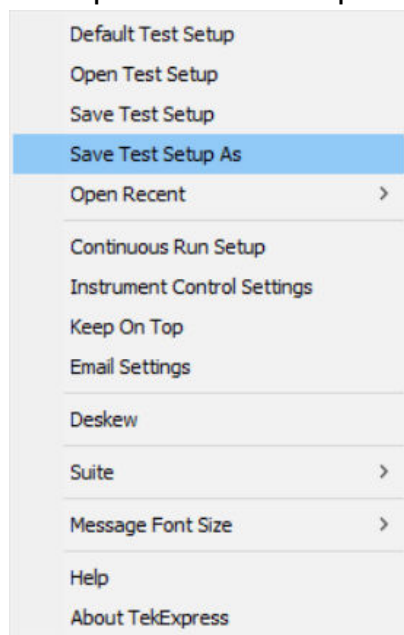 Default Test Setup
Open Test Setup
Save Test Setup
Save Test Setup As
Open Recent
Continuous Run Setup
Instrument Control Settings
Keep On Top
Email Settings
Deskew
Suite
Message Font Size
Help
About TekExpress